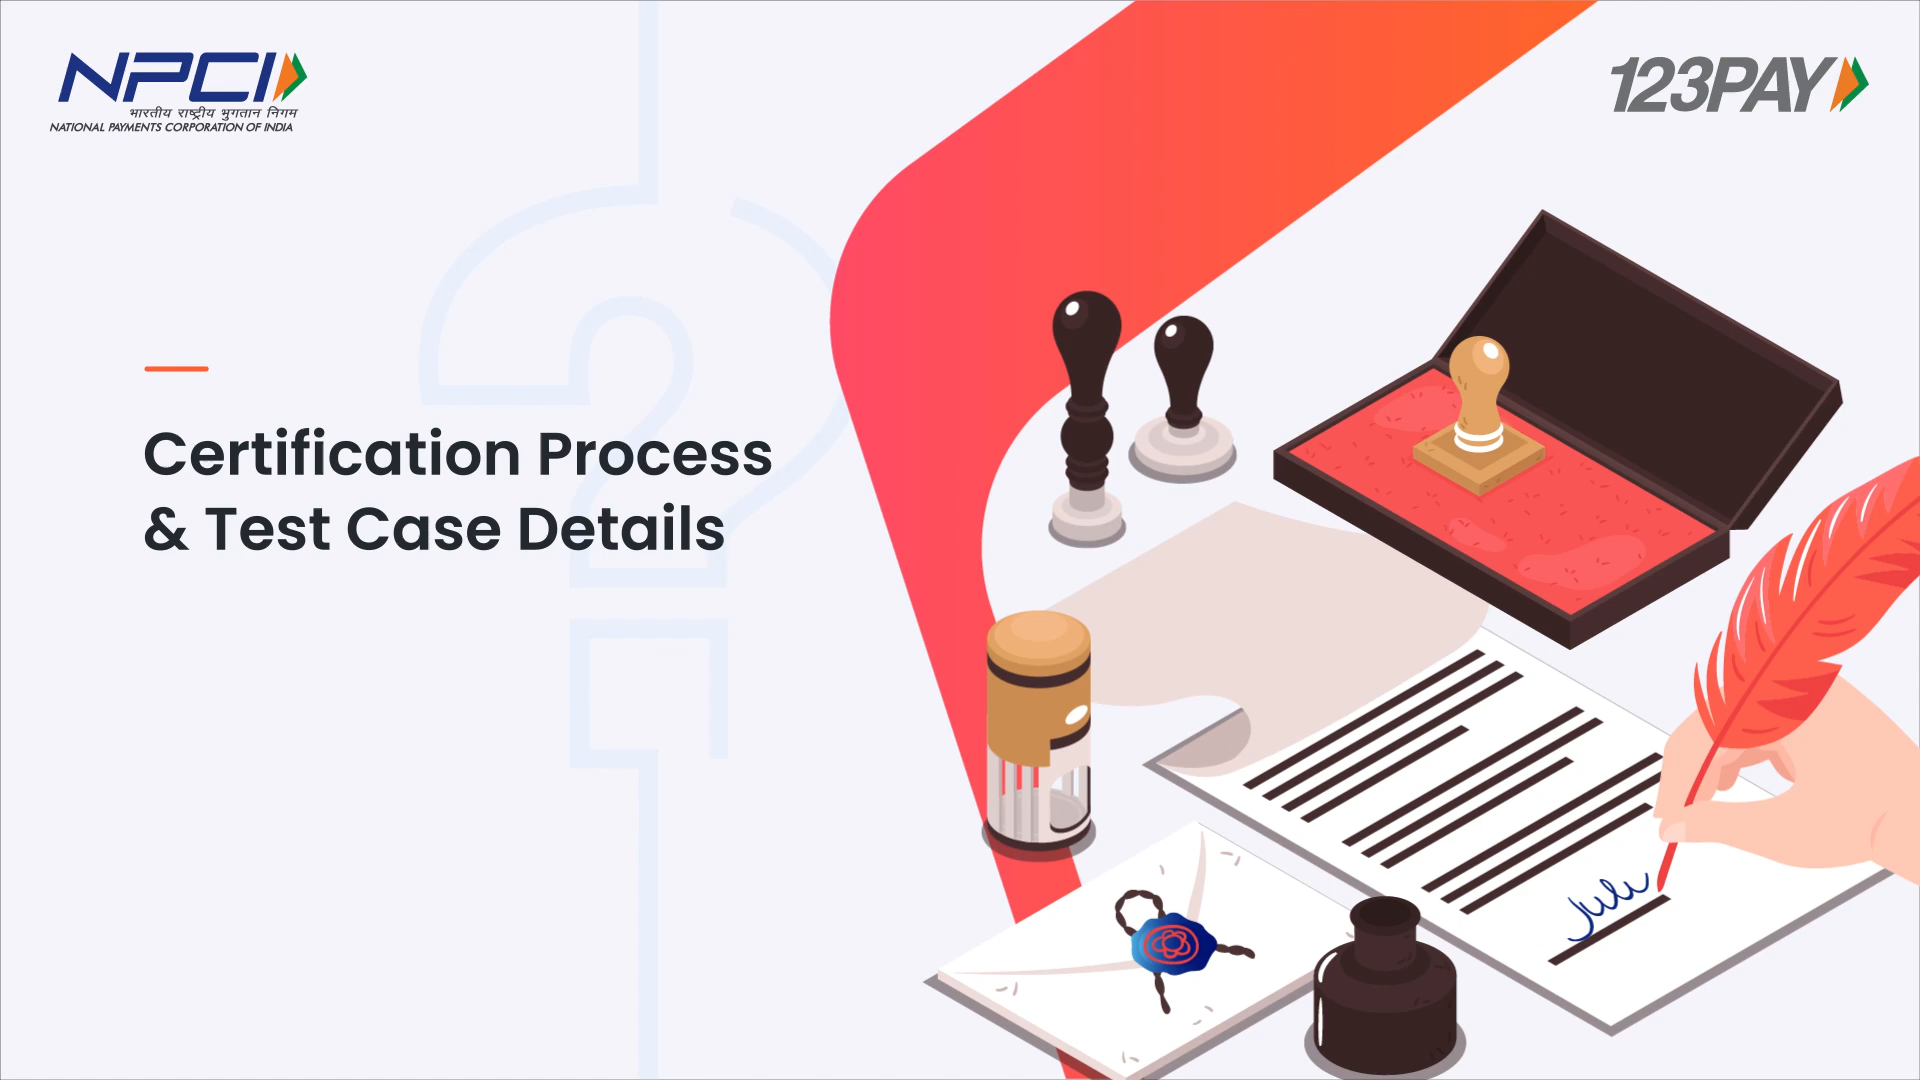 NPCI
भारतीय राष्ट्रीय भुगतान निगम
NATIONAL PAYMENTS CORPORATION OF INDIA
123PAY
Certification Process
& Test Case Details